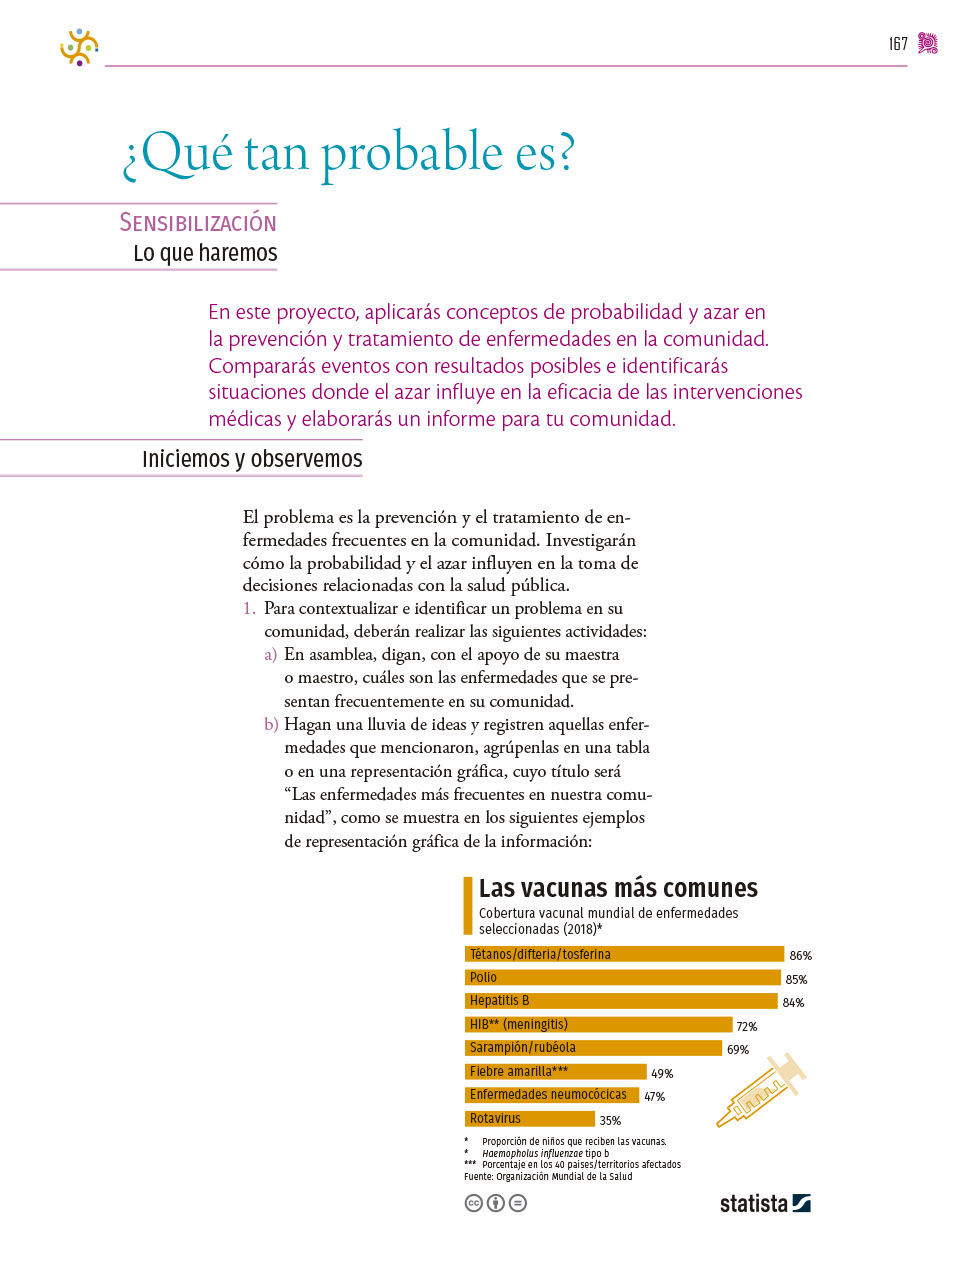 167
¿Qué tan probable es?
Sensibilización
Lo que haremos
En este proyecto, aplicarás conceptos de probabilidad y azar en
la prevención y tratamiento de enfermedades en la comunidad.
Compararás eventos con resultados posibles e identificarás
situaciones donde el azar influye en la eficacia de las intervenciones
médicas y elaborarás un informe para tu comunidad.
Iniciemos y observemos
El problema es la prevención y el tratamiento de en-
fermedades frecuentes en la comunidad. Investigarán
cómo la probabilidad y el azar influyen en la toma de
decisiones relacionadas con la salud pública.
1. Para contextualizar e identificar un problema en su
comunidad, deberán realizar las siguientes actividades:
a) En asamblea, digan, con el apoyo de su maestra
o maestro, cuáles son las enfermedades que se pre-
sentan frecuentemente en su comunidad.
b) Hagan una lluvia de ideas y registren aquellas enfer-
medades que mencionaron, agrúpenlas en una tabla
o en una representación gráfica, cuyo título será
“Las enfermedades más frecuentes en nuestra comu-
nidad”, como se muestra en los siguientes ejemplos
de representación gráfica de la información:
Las vacunas más comunes
Cobertura vacunal mundial de enfermedades
seleccionadas (2018)*
Tétanos/difteria/tosferina 86%
Polio 85%
Hepatitis B 84%
HIB** (meningitis) 72%
Sarampión/rubéola 69%
Fiebre amarilla*** 49%
Enfermedades neumocócicas 47%
Rotavirus 35%
* Proporción de niños que reciben las vacunas.
* Haemopholus influenzae tipo b
*** Porcentaje en los 40 paises/territorios afectados
Fuente: Organización Mundial de la Salud
cc
statista